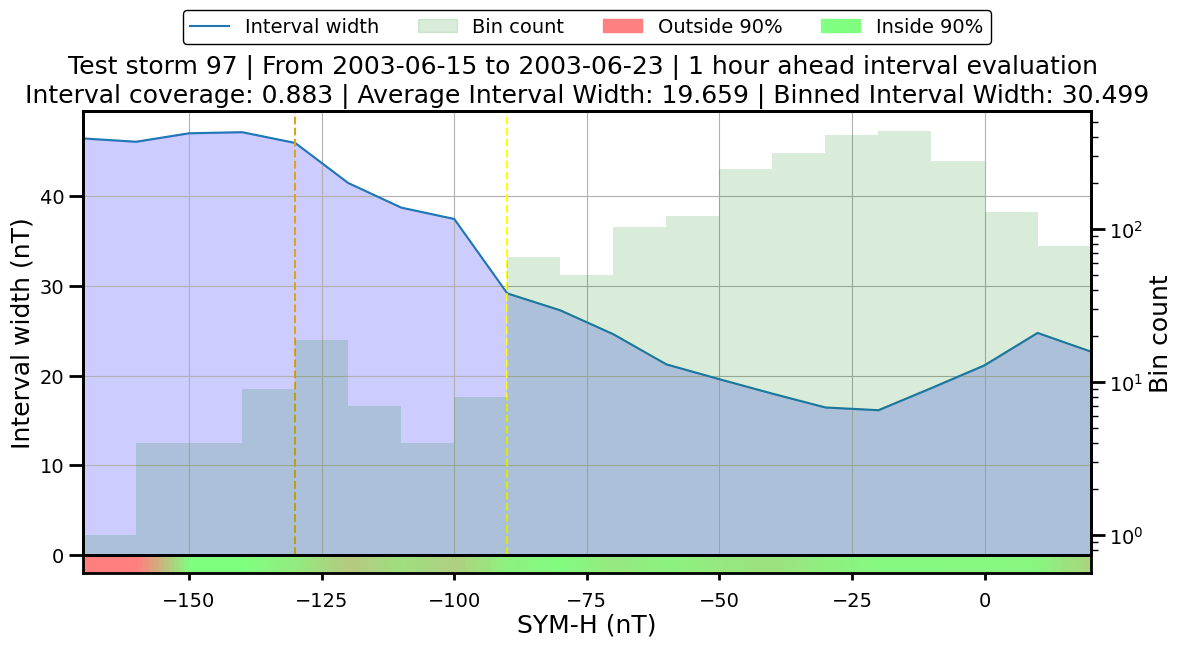 Interval width Bin count Outside 90% Inside 90%
Test storm 97 | From 2003-06-15 to 2003-06-23 | 1 hour ahead interval evaluation
Interval coverage: 0.883 | Average Interval Width: 19.659 | Binned Interval Width: 30.499
Interval width (nT)
40
30
20
10
0
10²
10¹
10⁰
Bin count
−150 −125 −100 −75 −50 −25 0
SYM-H (nT)